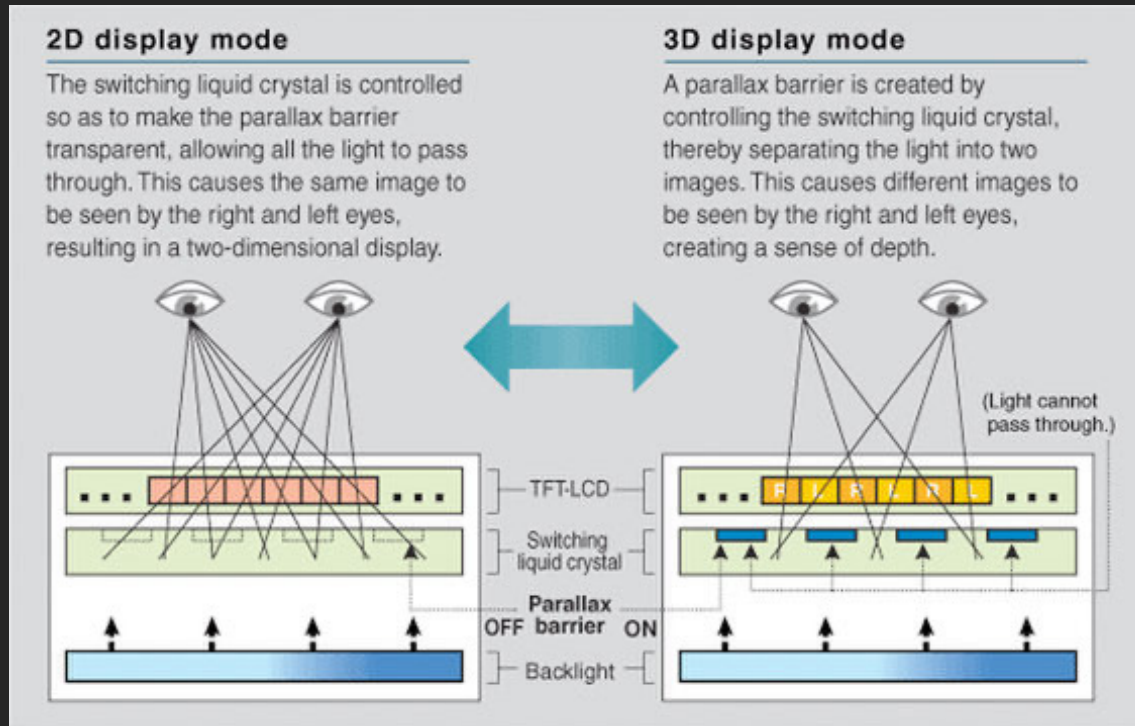 2D display mode
The switching liquid crystal is controlled
so as to make the parallax barrier
transparent, allowing all the light to pass
through. This causes the same image to
be seen by the right and left eyes,
resulting in a two-dimensional display.
3D display mode
A parallax barrier is created by
controlling the switching liquid crystal,
thereby separating the light into two
images. This causes different images to
be seen by the right and left eyes,
creating a sense of depth.
(Light cannot
pass through.)
TFT-LCD
R L R L R L
Switching
liquid crystal
Parallax
barrier
OFF
ON
Backlight